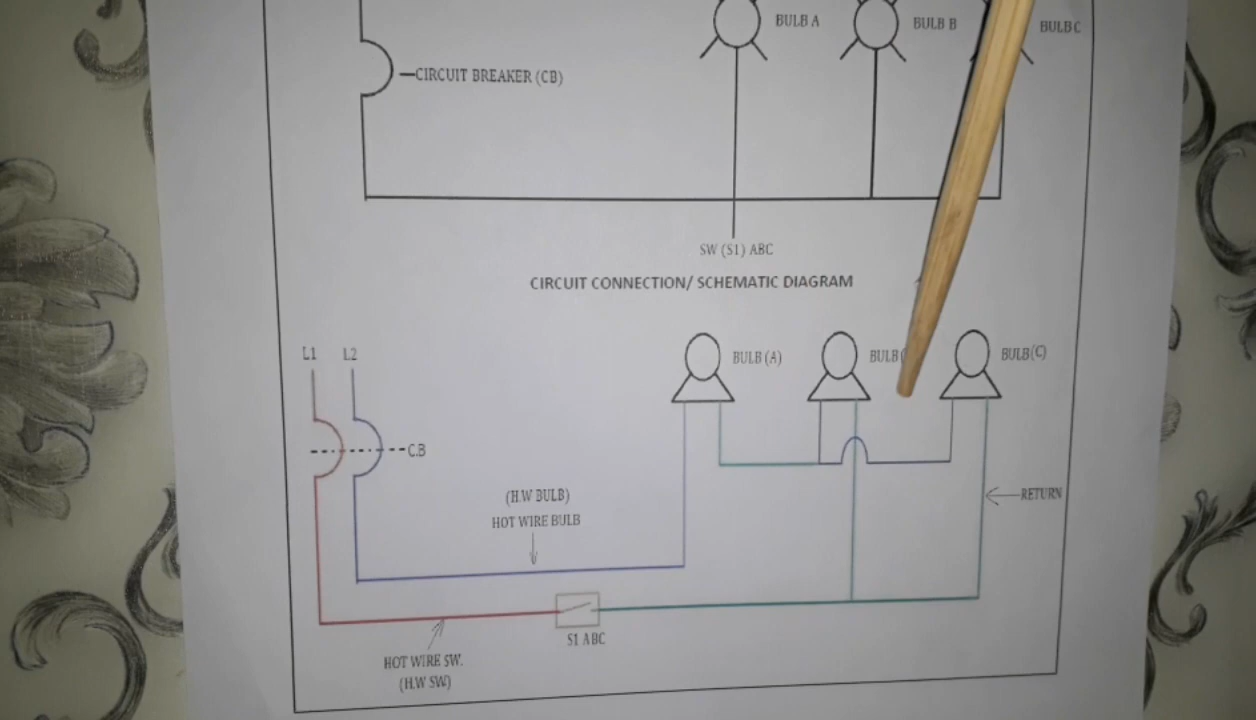 BULB A
BULB B
BULB C
CIRCUIT BREAKER (CB)
SW (S1) ABC
CIRCUIT CONNECTION/ SCHEMATIC DIAGRAM
L1 L2
BULB (A)
BULB(
BULB(C)
C.B
(H.W BULB)
HOT WIRE BULB
RETURN
S1 ABC
HOT WIRE SW.
(H.W SW)